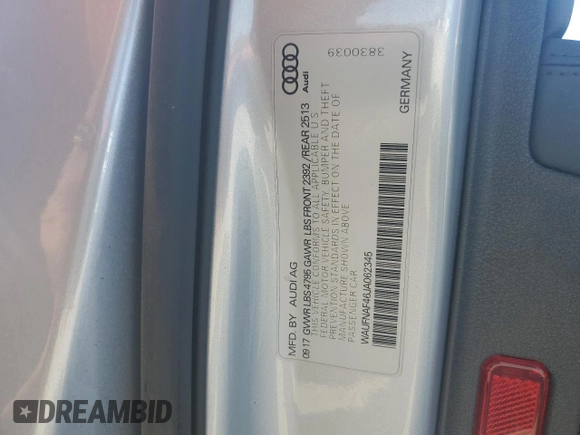 MFD. BY AUDI AG
0917 GVWR LBS 4795 GAWR LBS FRONT 2392 /REAR 2513
THIS VEHICLE CONFORMS TO ALL APPLICABLE U S
FEDERAL MOTOR VEHICLE SAFETY, BUMPER AND THEFT
PREVENTION STANDARDS IN EFFECT ON THE DATE OF
MANUFACTURE SHOWN ABOVE
PASSENGER CAR
WAUFNAF46JA062345
GERMANY
Audi
3830039
DREAMBID